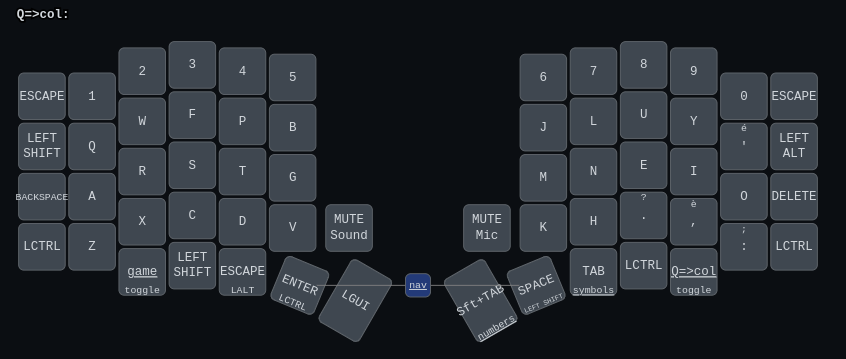 Q=>col:
ESCAPE 1 2 3 4 5 6 7 8 9 0 ESCAPE
LEFT
SHIFT
Q W F P B J L U Y
é
'
LEFT
ALT
BACKSPACE A R S T G M N E I O DELETE
LCTRL Z X C D V
MUTE
Sound
MUTE
Mic
K H
?
.
è
,
;
:
LCTRL
game
toggle
LEFT
SHIFT
ESCAPE
LALT
ENTER
LCTRL
LGUI
nav
Sft+TAB
numbers
SPACE
LEFT SHIFT
TAB
symbols
LCTRL
Q=>col
toggle